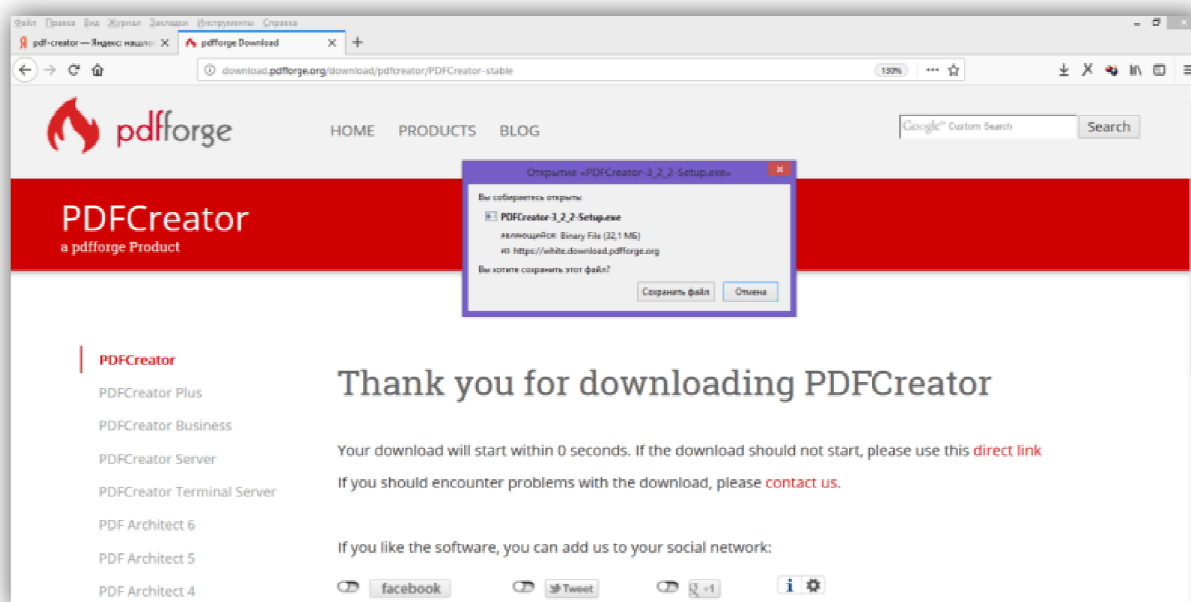 Файл Правка Вид Журнал Закладки Инструменты Справка
pdf-creator — Яндекс: нашлось
pdfforge Download
download.pdfforge.org/download/pdfcreator/PDFCreator-stable
130%
pdfforge
HOME PRODUCTS BLOG
Google™ Custom Search
Search
PDFCreator
a pdfforge Product
Открытие «PDFCreator-3_2_2-Setup.exe»
Вы собираетесь открыть:
PDFCreator-3_2_2-Setup.exe
являющийся: Binary File (32,1 МБ)
из https://white.download.pdfforge.org
Вы хотите сохранить этот файл?
Сохранить файл Отмена
PDFCreator
PDFCreator Plus
PDFCreator Business
PDFCreator Server
PDFCreator Terminal Server
PDF Architect 6
PDF Architect 5
PDF Architect 4
Thank you for downloading PDFCreator
Your download will start within 0 seconds. If the download should not start, please use this direct link
If you should encounter problems with the download, please contact us.
If you like the software, you can add us to your social network:
facebook
Tweet
+1